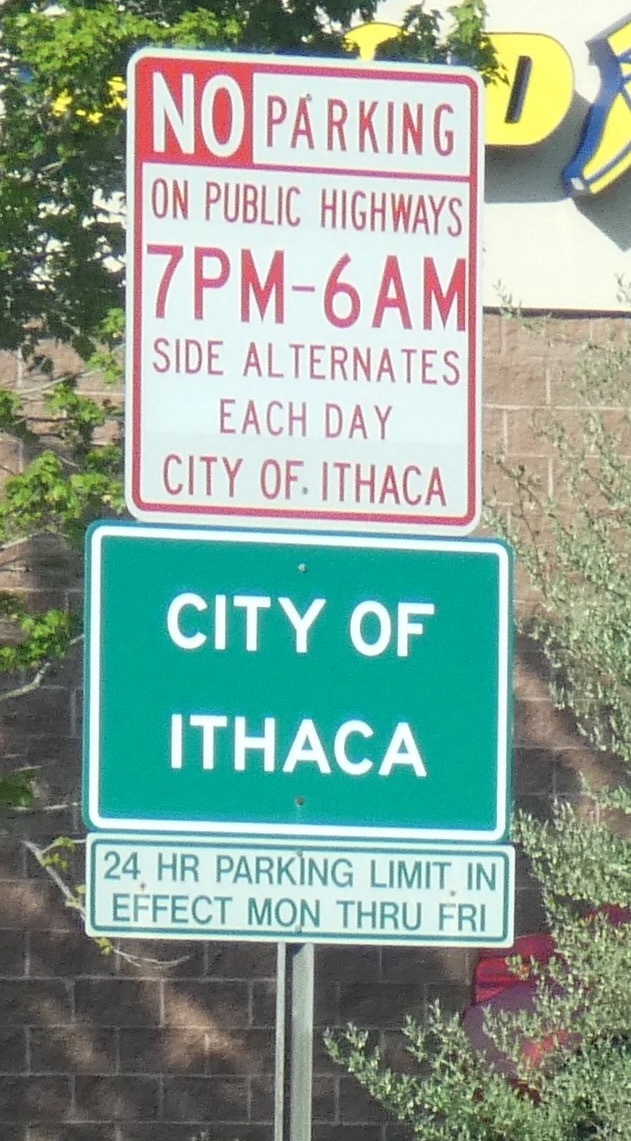 NO PARKING
ON PUBLIC HIGHWAYS
7PM-6AM
SIDE ALTERNATES
EACH DAY
CITY OF ITHACA
CITY OF
ITHACA
24 HR PARKING LIMIT IN
EFFECT MON THRU FRI